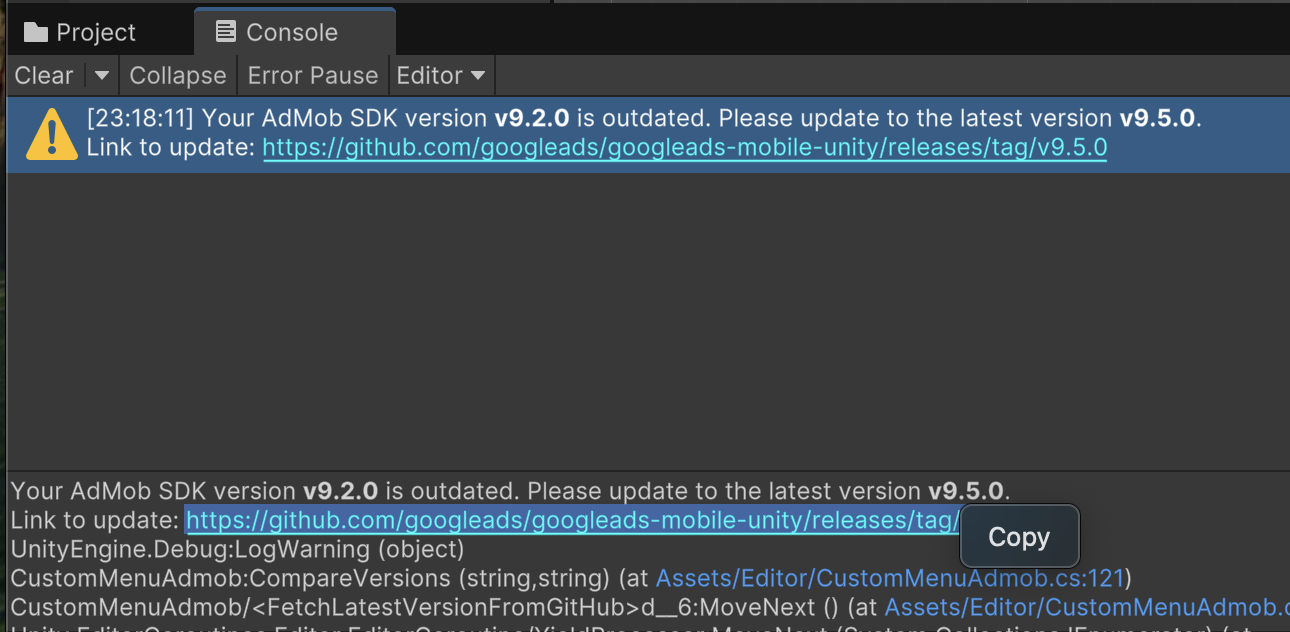 Project Console
Clear Collapse Error Pause Editor
[23:18:11] Your AdMob SDK version v9.2.0 is outdated. Please update to the latest version v9.5.0.
Link to update: https://github.com/googleads/googleads-mobile-unity/releases/tag/v9.5.0
Your AdMob SDK version v9.2.0 is outdated. Please update to the latest version v9.5.0.
Link to update: https://github.com/googleads/googleads-mobile-unity/releases/tag/
Copy
UnityEngine.Debug:LogWarning (object)
CustomMenuAdmob:CompareVersions (string,string) (at Assets/Editor/CustomMenuAdmob.cs:121)
CustomMenuAdmob/<FetchLatestVersionFromGitHub>d__6:MoveNext () (at Assets/Editor/CustomMenuAdmob.c